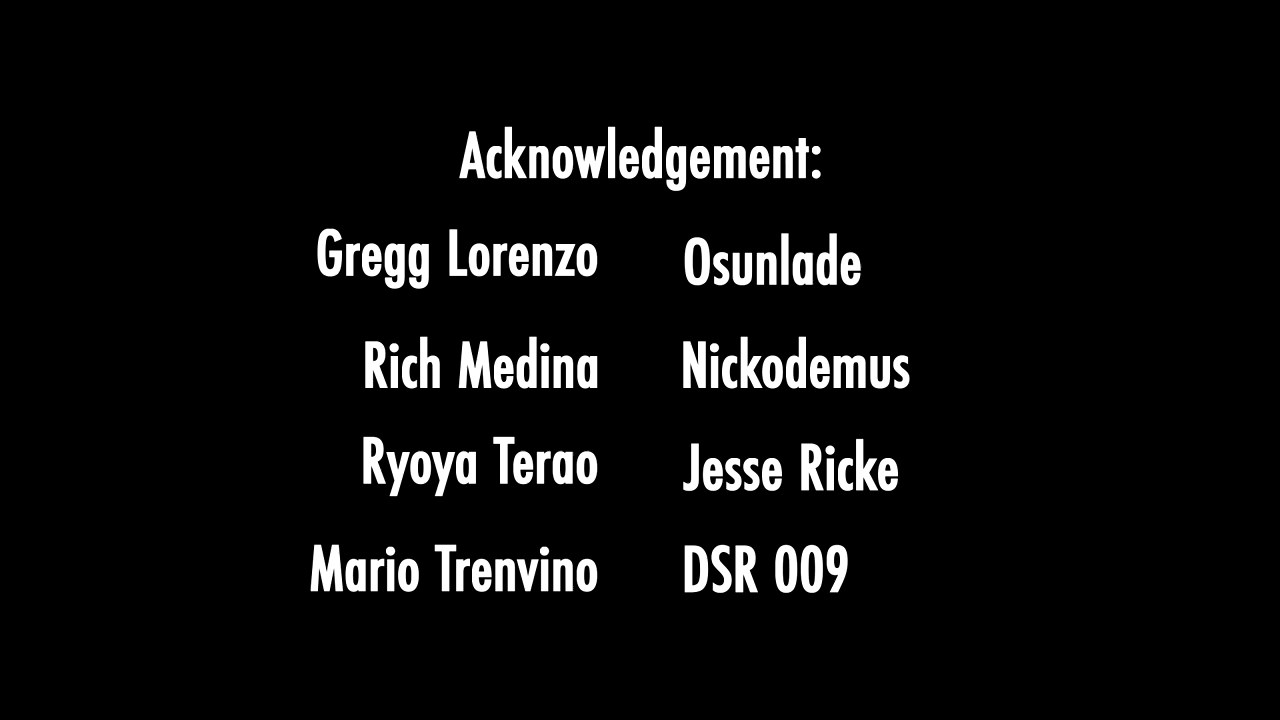 Acknowledgement:
Gregg Lorenzo Osunlade
Rich Medina Nickodemus
Ryoya Terao Jesse Ricke
Mario Trenvino DSR 009